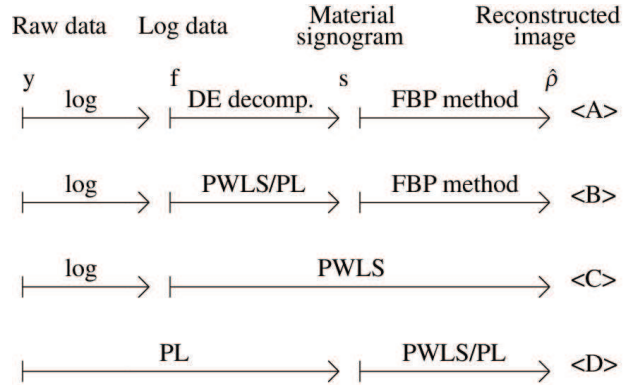 Raw data Log data Material signogram Reconstructed image
y f s ρ̂
log DE decomp. FBP method <A>
log PWLS/PL FBP method <B>
log PWLS <C>
PL PWLS/PL <D>